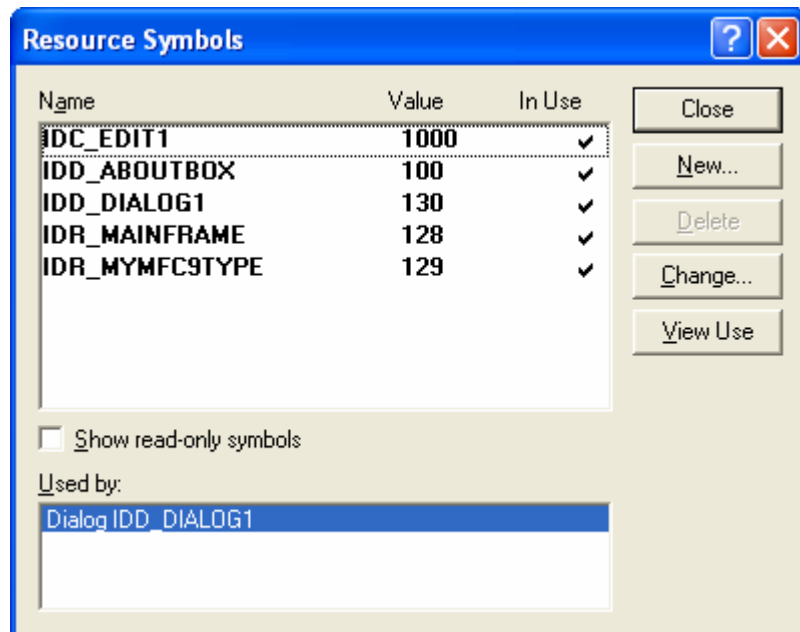 Resource Symbols
Name Value In Use
IDC_EDIT1 1000
IDD_ABOUTBOX 100
IDD_DIALOG1 130
IDR_MAINFRAME 128
IDR_MYMFC9TYPE 129
Close
New...
Delete
Change...
View Use
Show read-only symbols
Used by:
Dialog IDD_DIALOG1